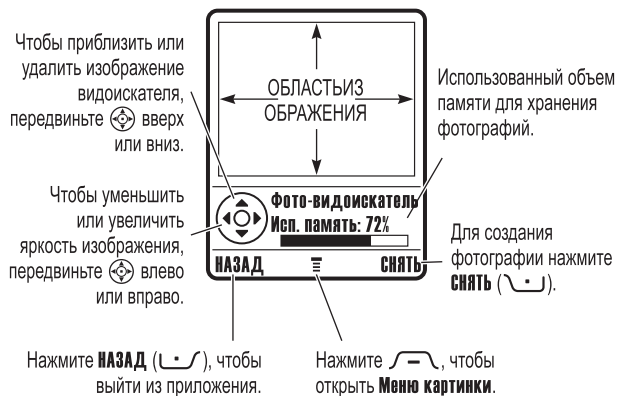 Чтобы приблизить или
удалить изображение
видоискателя,
передвиньте вверх
или вниз.
Чтобы уменьшить
или увеличить
яркость изображения,
передвиньте влево
или вправо.
ОБЛАСТЬИЗ
ОБРАЖЕНИЯ
Фото-видоискатель
Исп. память: 72%
НАЗАД
СНЯТЬ
Использованный объем
памяти для хранения
фотографий.
Для создания
фотографии нажмите
СНЯТЬ ( ).
Нажмите НАЗАД ( ), чтобы
выйти из приложения.
Нажмите , чтобы
открыть Меню картинки.